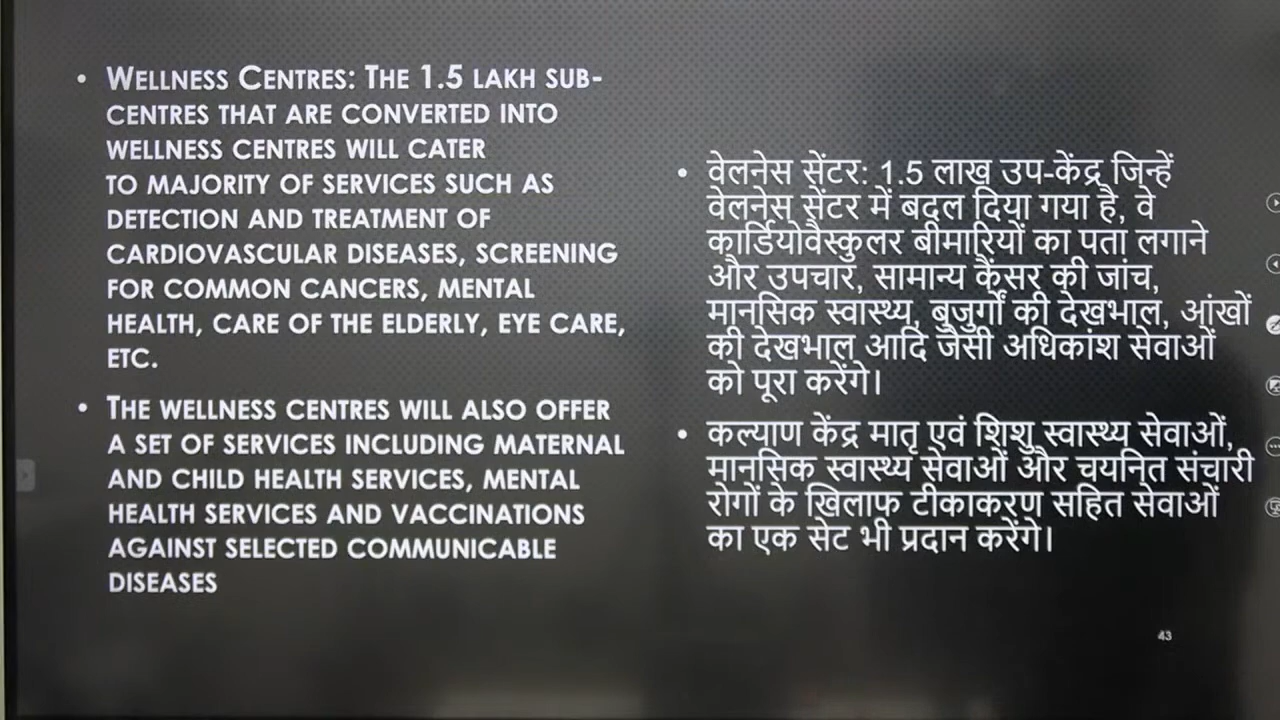 • WELLNESS CENTRES: THE 1.5 LAKH SUB-
CENTRES THAT ARE CONVERTED INTO
WELLNESS CENTRES WILL CATER
TO MAJORITY OF SERVICES SUCH AS
DETECTION AND TREATMENT OF
CARDIOVASCULAR DISEASES, SCREENING
FOR COMMON CANCERS, MENTAL
HEALTH, CARE OF THE ELDERLY, EYE CARE,
ETC.
• THE WELLNESS CENTRES WILL ALSO OFFER
A SET OF SERVICES INCLUDING MATERNAL
AND CHILD HEALTH SERVICES, MENTAL
HEALTH SERVICES AND VACCINATIONS
AGAINST SELECTED COMMUNICABLE
DISEASES
• वेलनेस सेंटर: 1.5 लाख उप-केंद्र जिन्हें
वेलनेस सेंटर में बदल दिया गया है, वे
कार्डियोवैस्कुलर बीमारियों का पता लगाने
और उपचार, सामान्य कैंसर की जांच,
मानसिक स्वास्थ्य, बुजुर्गों की देखभाल, आंखों
की देखभाल आदि जैसी अधिकांश सेवाओं
को पूरा करेंगे।
• कल्याण केंद्र मातृ एवं शिशु स्वास्थ्य सेवाओं,
मानसिक स्वास्थ्य सेवाओं और चयनित संचारी
रोगों के खिलाफ टीकाकरण सहित सेवाओं
का एक सेट भी प्रदान करेंगे।
43